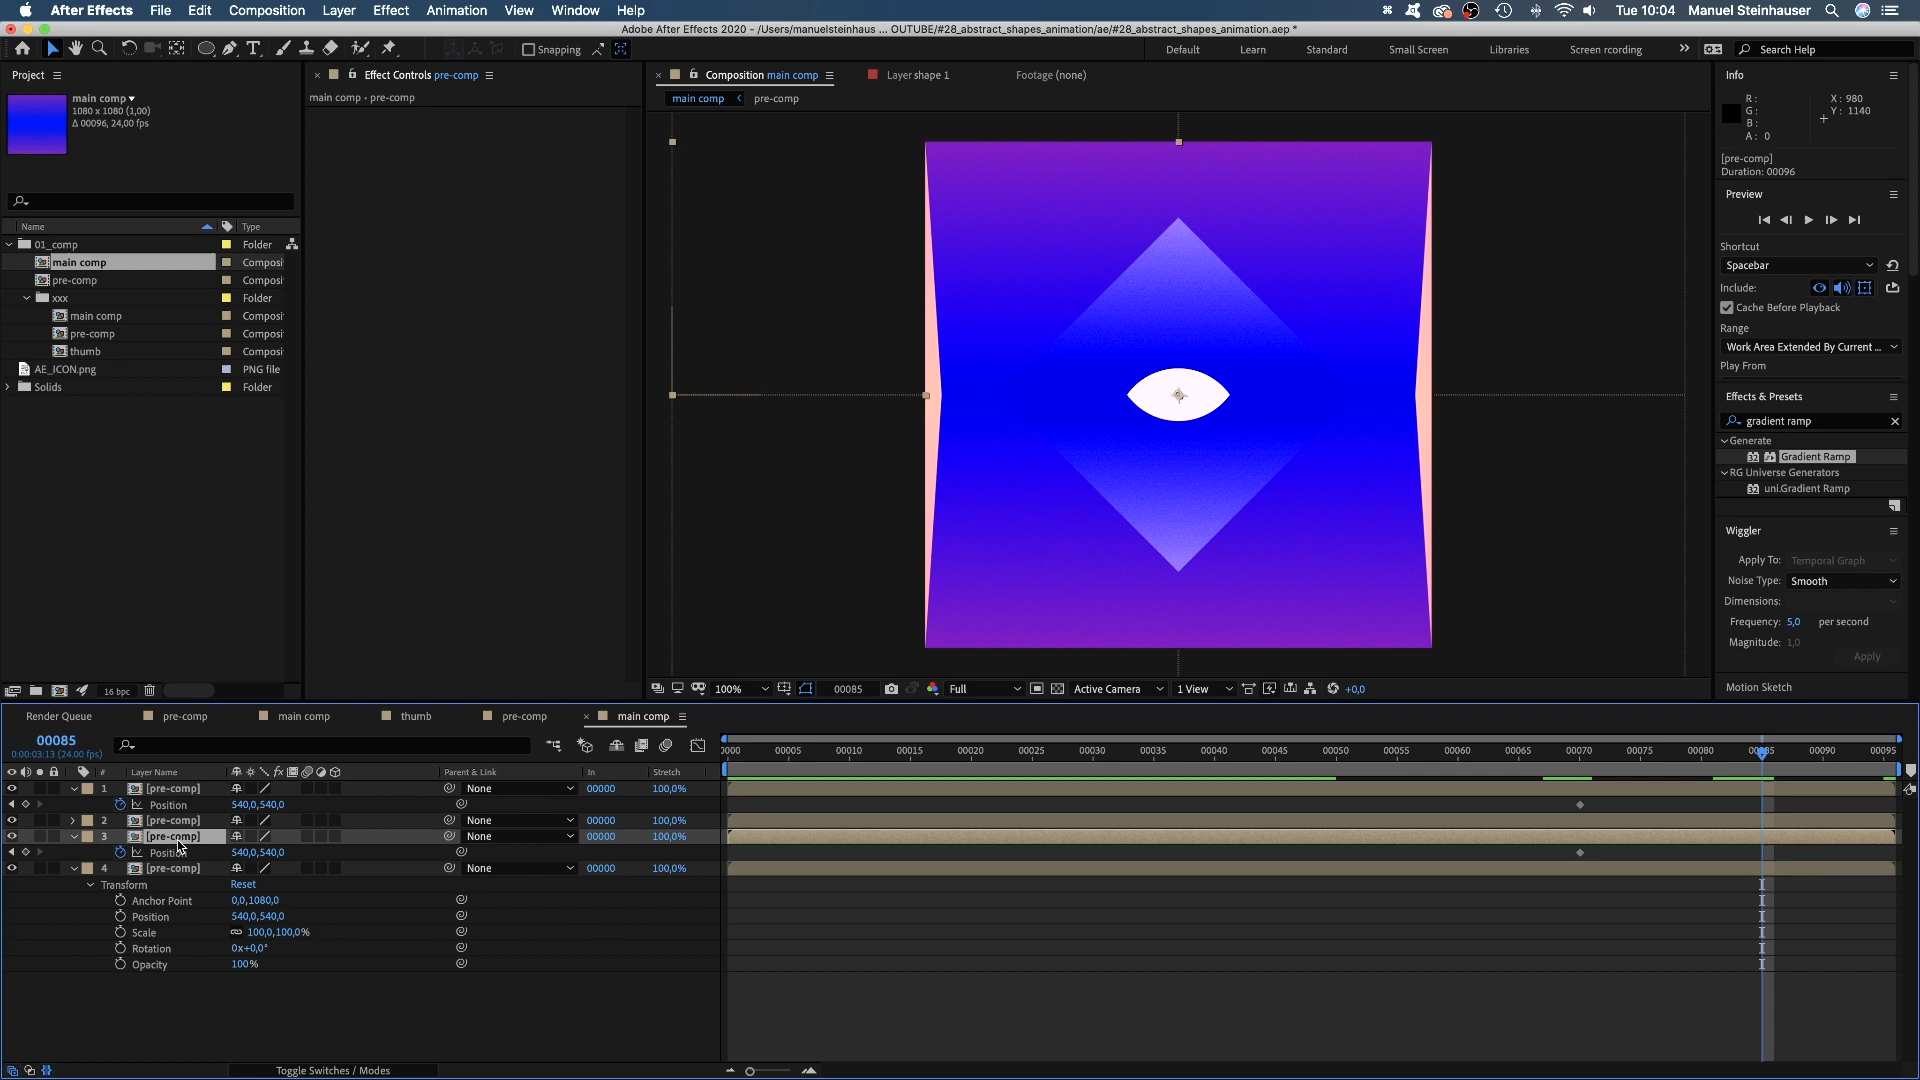 After Effects File Edit Composition Layer Effect Animation View Window Help Tue 10:04 Manuel Steinhauser
Adobe After Effects 2020 - /Users/manuelsteinhaus ... OUTUBE/#28_abstract_shapes_animation/ae/#28_abstract_shapes_animation.aep *
Snapping Default Learn Standard Small Screen Libraries Screen rcording Search Help
Project
main comp
1080 x 1080 (1,00)
Δ 00096, 24,00 fps
Name Type
01_comp Folder
main comp Composi
pre-comp Composi
xxx Folder
main comp Composi
pre-comp Composi
thumb Composi
AE_ICON.png PNG file
Solids Folder
16 bpc
Effect Controls pre-comp
main comp • pre-comp
Composition main comp Layer shape 1 Footage (none)
main comp pre-comp
100% 00085 Full Active Camera 1 View +0,0
Info
R: X: 980
G: Y: 1140
B:
A: 0
[pre-comp]
Duration: 00096
Preview
Shortcut
Spacebar
Include:
Cache Before Playback
Range
Work Area Extended By Current ...
Play From
Effects & Presets
gradient ramp
Generate
Gradient Ramp
RG Universe Generators
uni.Gradient Ramp
Wiggler
Apply To: Temporal Graph
Noise Type: Smooth
Dimensions:
Frequency: 5,0 per second
Magnitude: 1,0
Apply
Motion Sketch
Render Queue pre-comp main comp thumb pre-comp main comp
00085
0:00:03:13 (24.00 fps)
0000 00005 00010 00015 00020 00025 00030 00035 00040 00045 00050 00055 00060 00065 00070 00075 00080 00085 00090 00095
# Layer Name Parent & Link In Stretch
1 [pre-comp] None 00000 100,0%
Position 540,0,540,0
2 [pre-comp] None 00000 100,0%
3 [pre-comp] None 00000 100,0%
Position 540,0,540,0
4 [pre-comp] None 00000 100,0%
Transform Reset
Anchor Point 0,0,1080,0
Position 540,0,540,0
Scale 100,0,100,0%
Rotation 0x+0,0°
Opacity 100%
Toggle Switches / Modes